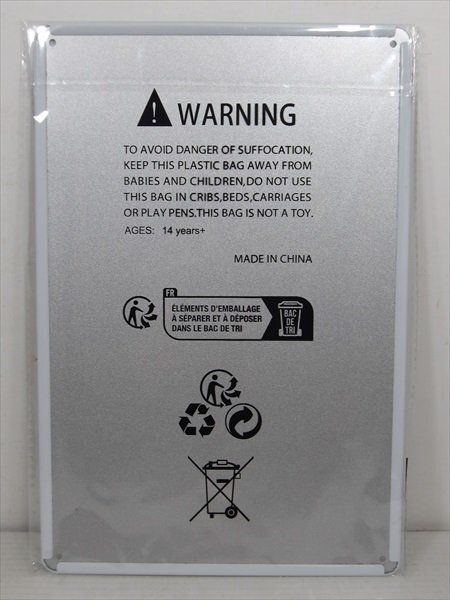 WARNING
TO AVOID DANGER OF SUFFOCATION,
KEEP THIS PLASTIC BAG AWAY FROM
BABIES AND CHILDREN,DO NOT USE
THIS BAG IN CRIBS,BEDS,CARRIAGES
OR PLAY PENS.THIS BAG IS NOT A TOY.
AGES: 14 years+
MADE IN CHINA
FR
ÉLÉMENTS D'EMBALLAGE
À SÉPARER ET À DÉPOSER
DANS LE BAC DE TRI
BAC
DE
TRI